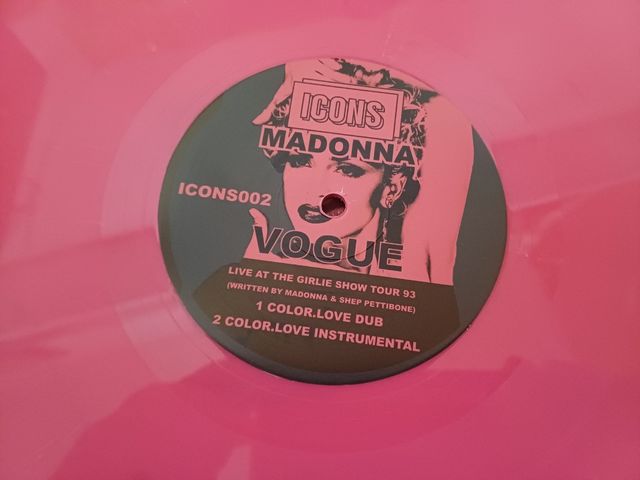 ICONS
MADONNA
ICONS002
VOGUE
LIVE AT THE GIRLIE SHOW TOUR 93
(WRITTEN BY MADONNA & SHEP PETTIBONE)
1 COLOR.LOVE DUB
2 COLOR.LOVE INSTRUMENTAL